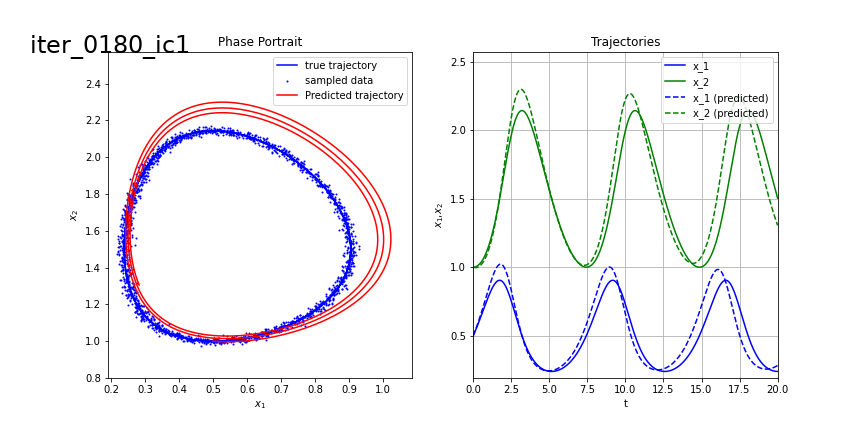 iter_0180_ic1
Phase Portrait
true trajectory
sampled data
Predicted trajectory
2.4
2.2
2.0
1.8
1.6
1.4
1.2
1.0
0.8
x₂
0.2 0.3 0.4 0.5 0.6 0.7 0.8 0.9 1.0
x₁
Trajectories
x_1
x_2
x_1 (predicted)
x_2 (predicted)
2.5
2.0
1.5
1.0
0.5
x₁,x₂
0.0 2.5 5.0 7.5 10.0 12.5 15.0 17.5 20.0
t